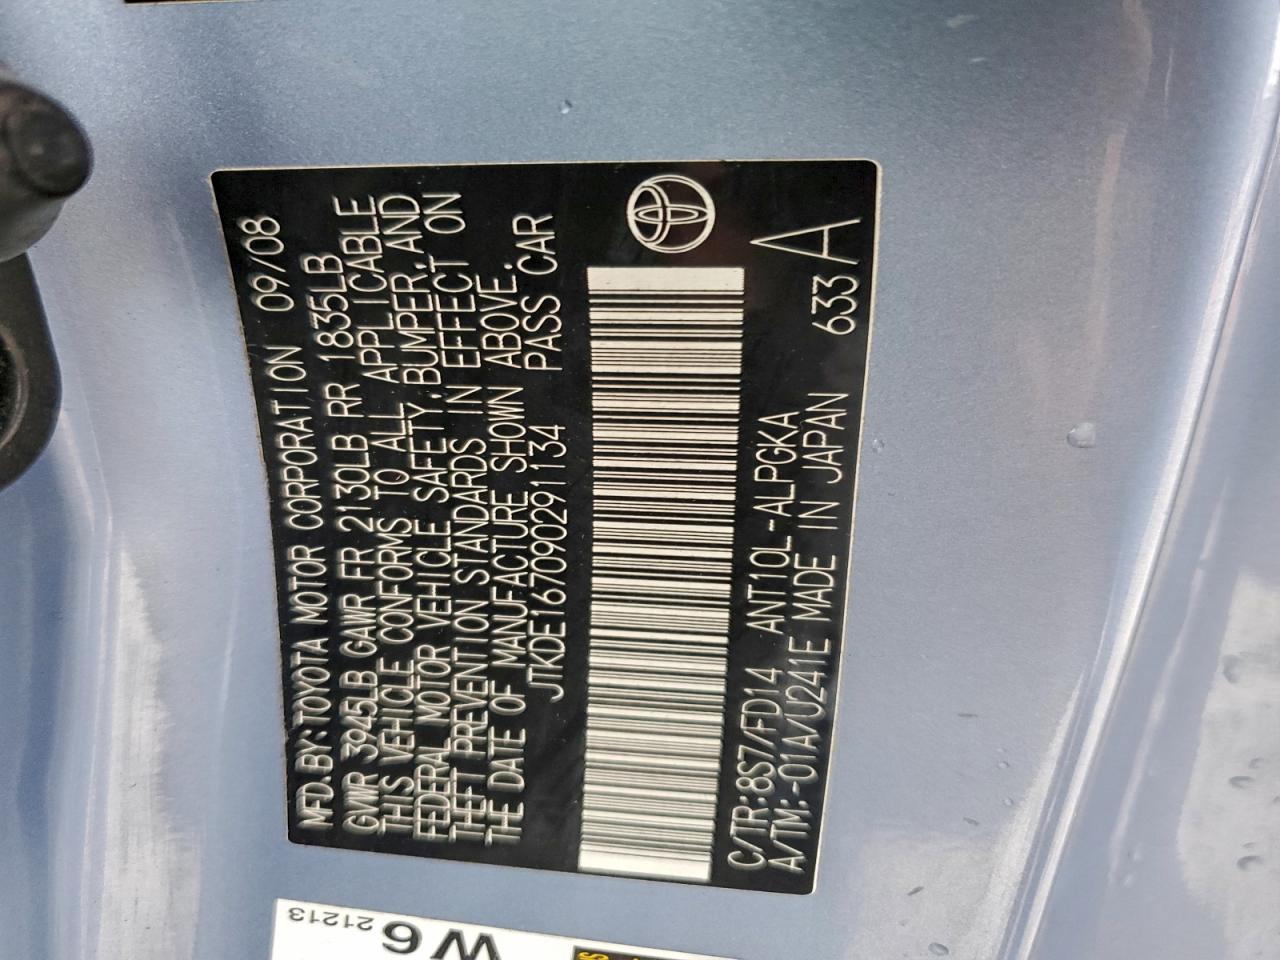 MFD.BY:TOYOTA MOTOR CORPORATION 09/08
GVWR 3945LB GAWR FR 2130LB RR 1835LB
THIS VEHICLE CONFORMS TO ALL APPLICABLE
FEDERAL MOTOR VEHICLE SAFETY,BUMPER,AND
THEFT PREVENTION STANDARDS IN EFFECT ON
THE DATE OF MANUFACTURE SHOWN ABOVE.
JTKDE167090291134 PASS CAR
C/TR:8S7/FD14 ANT10L-ALPGKA
A/TM:-01A/U241E MADE IN JAPAN 633 A
W6
21213